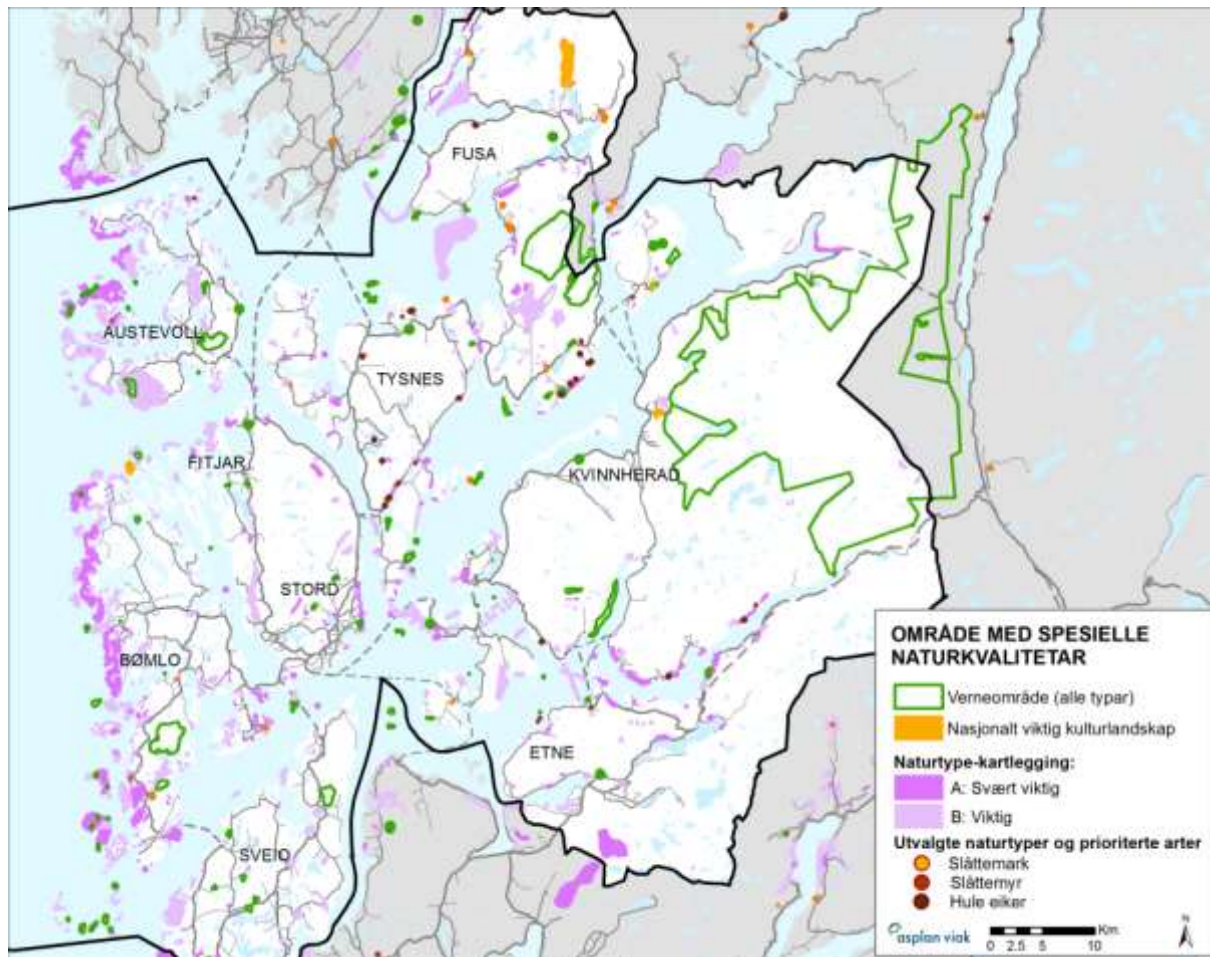 FUSA
AUSTEVOLL
TYSNES
FITJAR
KVINNHERAD
STORD
BØMLO
ETNE
SVEIO
OMRÅDE MED SPESIELLE
NATURKVALITETAR
Verneområde (alle typar)
Nasjonalt viktig kulturlandskap
Naturtype-kartlegging:
A: Svært viktig
B: Viktig
Utvalgte naturtyper og prioriterte arter
Slåttemark
Slåttemyr
Hule eiker
asplan viak
Km
0 2.5 5 10
N